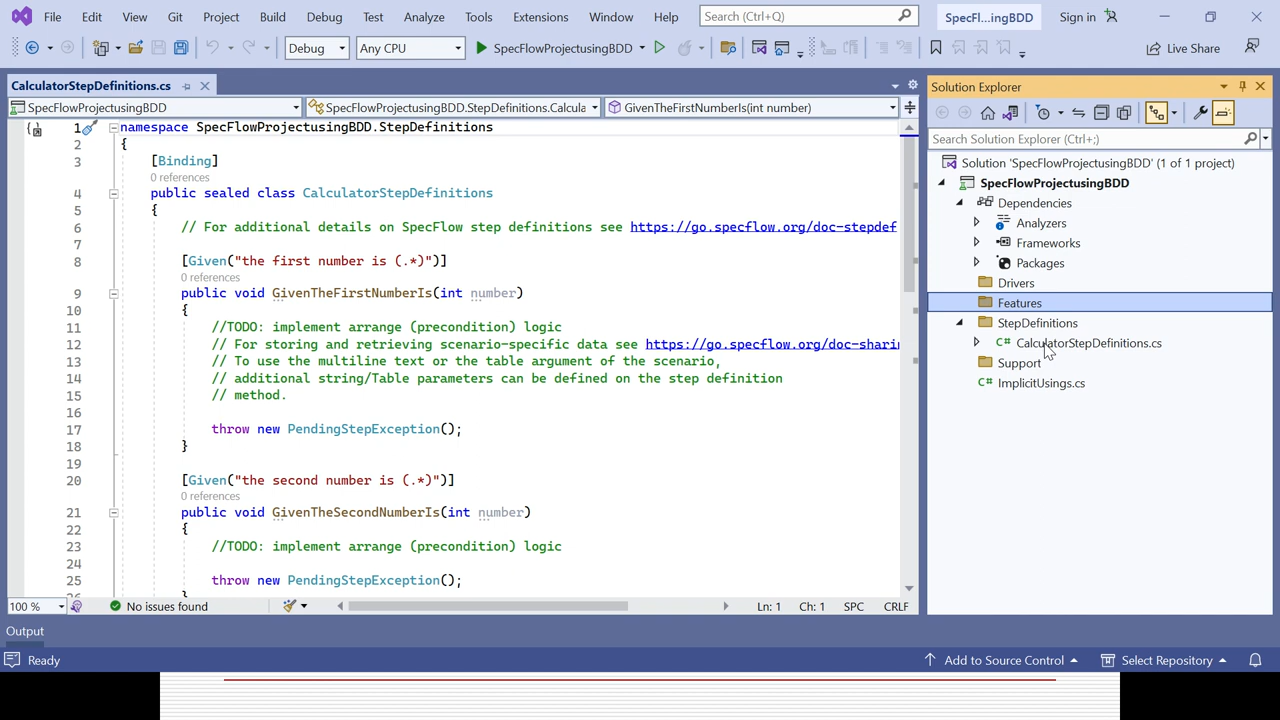 File Edit View Git Project Build Debug Test Analyze Tools Extensions Window Help Search (Ctrl+Q) SpecFl...ingBDD Sign in
Debug Any CPU SpecFlowProjectusingBDD Live Share
CalculatorStepDefinitions.cs
SpecFlowProjectusingBDD SpecFlowProjectusingBDD.StepDefinitions.Calcula GivenTheFirstNumberIs(int number)
1 namespace SpecFlowProjectusingBDD.StepDefinitions
2 {
3 [Binding]
0 references
4 public sealed class CalculatorStepDefinitions
5 {
6 // For additional details on SpecFlow step definitions see https://go.specflow.org/doc-stepdef
7
8 [Given("the first number is (.*)")]
0 references
9 public void GivenTheFirstNumberIs(int number)
10 {
11 //TODO: implement arrange (precondition) logic
12 // For storing and retrieving scenario-specific data see https://go.specflow.org/doc-sharin
13 // To use the multiline text or the table argument of the scenario,
14 // additional string/Table parameters can be defined on the step definition
15 // method.
16
17 throw new PendingStepException();
18 }
19
20 [Given("the second number is (.*)")]
0 references
21 public void GivenTheSecondNumberIs(int number)
22 {
23 //TODO: implement arrange (precondition) logic
24
25 throw new PendingStepException();
100 % No issues found Ln: 1 Ch: 1 SPC CRLF
Solution Explorer
Search Solution Explorer (Ctrl+;)
Solution 'SpecFlowProjectusingBDD' (1 of 1 project)
SpecFlowProjectusingBDD
Dependencies
Analyzers
Frameworks
Packages
Drivers
Features
StepDefinitions
C# CalculatorStepDefinitions.cs
Support
C# ImplicitUsings.cs
Output
Ready Add to Source Control Select Repository